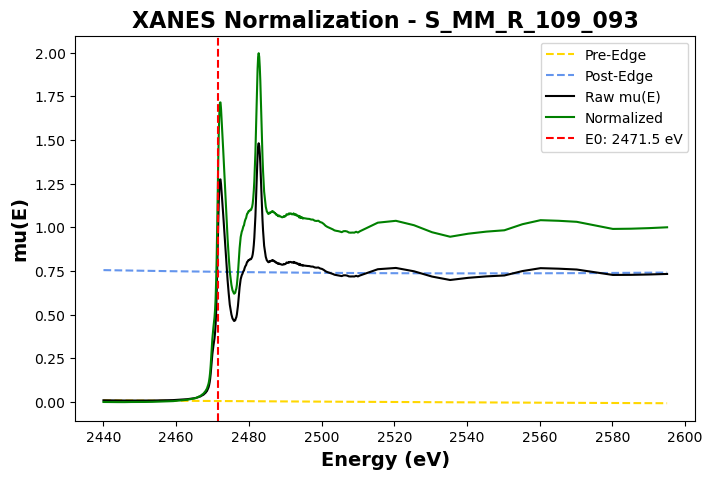 XANES Normalization - S_MM_R_109_093
mu(E)
2.00
1.75
1.50
1.25
1.00
0.75
0.50
0.25
0.00
Pre-Edge
Post-Edge
Raw mu(E)
Normalized
E0: 2471.5 eV
2440 2460 2480 2500 2520 2540 2560 2580 2600
Energy (eV)